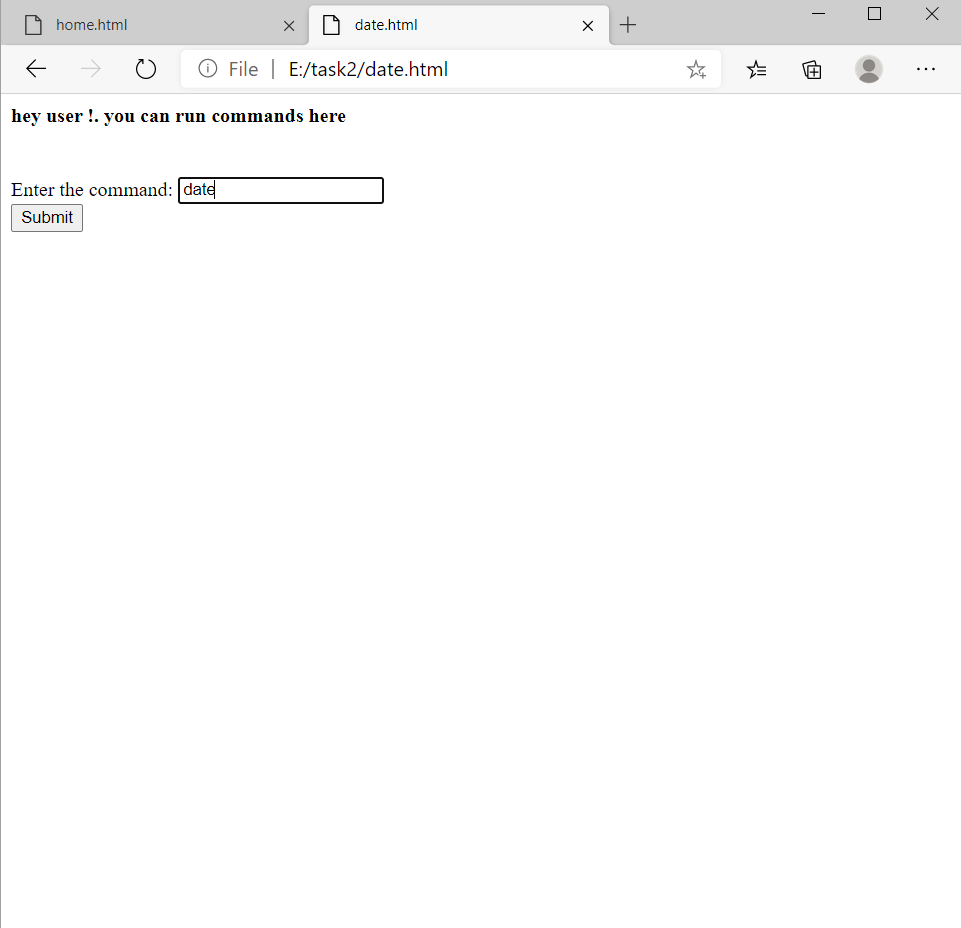 home.html
date.html
File E:/task2/date.html
hey user !. you can run commands here
Enter the command: date
Submit